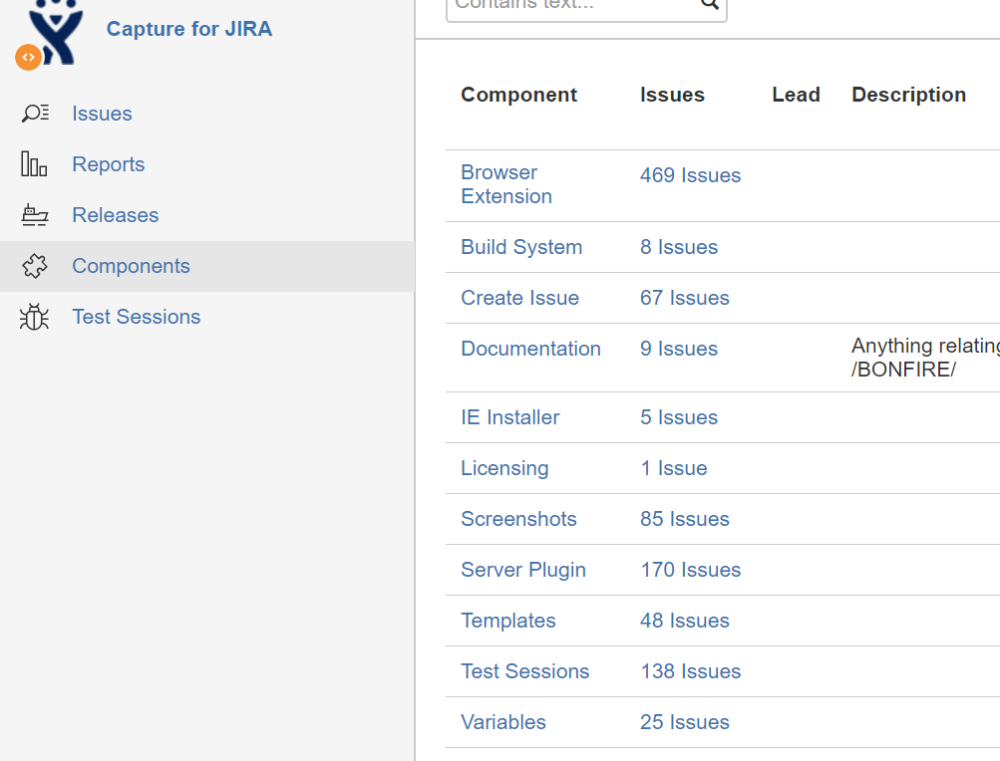 Contains text...
Capture for JIRA
<>
Issues
Reports
Releases
Components
Test Sessions
Component Issues Lead Description
Browser
Extension
469 Issues
Build System 8 Issues
Create Issue 67 Issues
Documentation 9 Issues
Anything relating
/BONFIRE/
IE Installer 5 Issues
Licensing 1 Issue
Screenshots 85 Issues
Server Plugin 170 Issues
Templates 48 Issues
Test Sessions 138 Issues
Variables 25 Issues